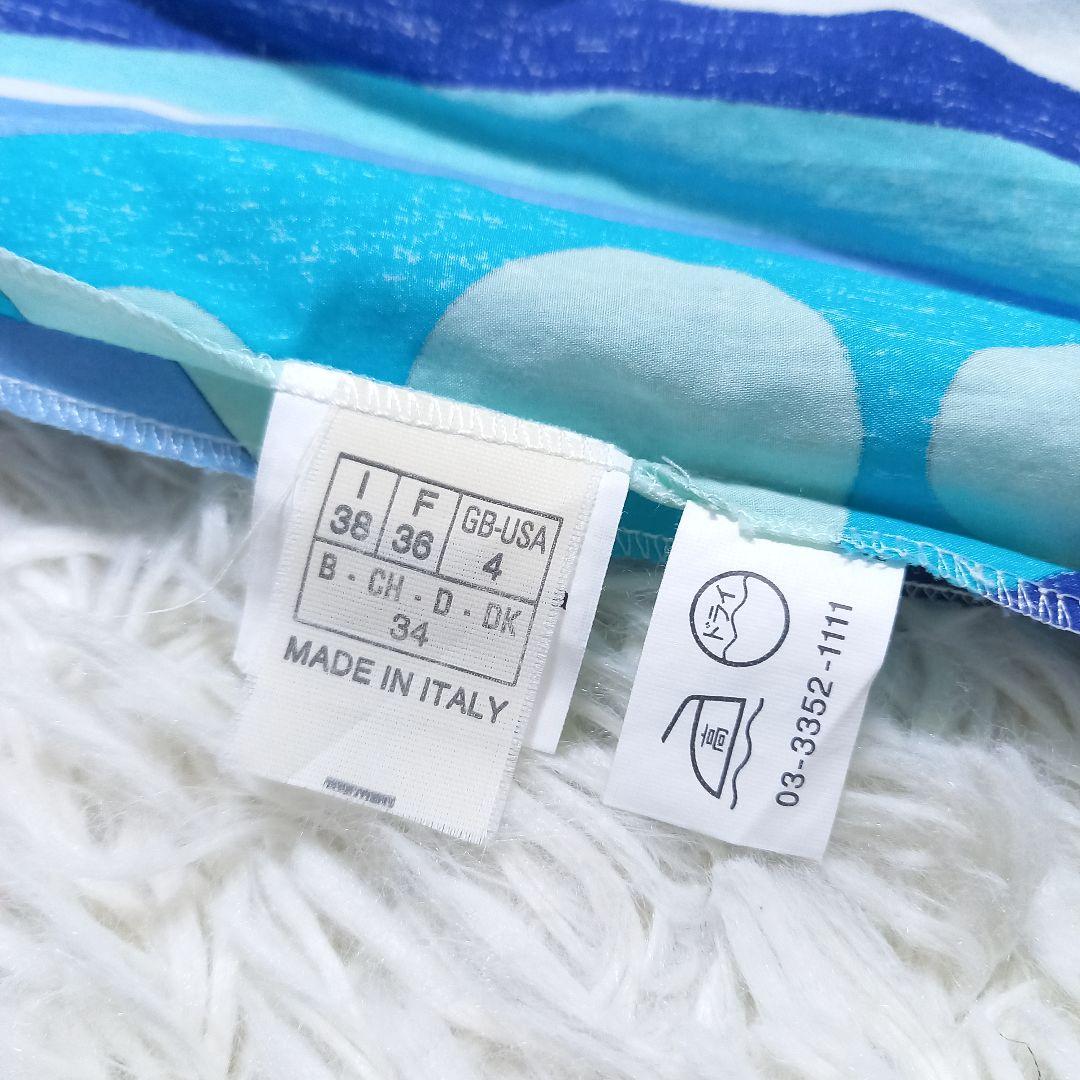 I F GB-USA
38 36 4
B · CH · D · DK
34
MADE IN ITALY
ドライ
高
03-3352-1111